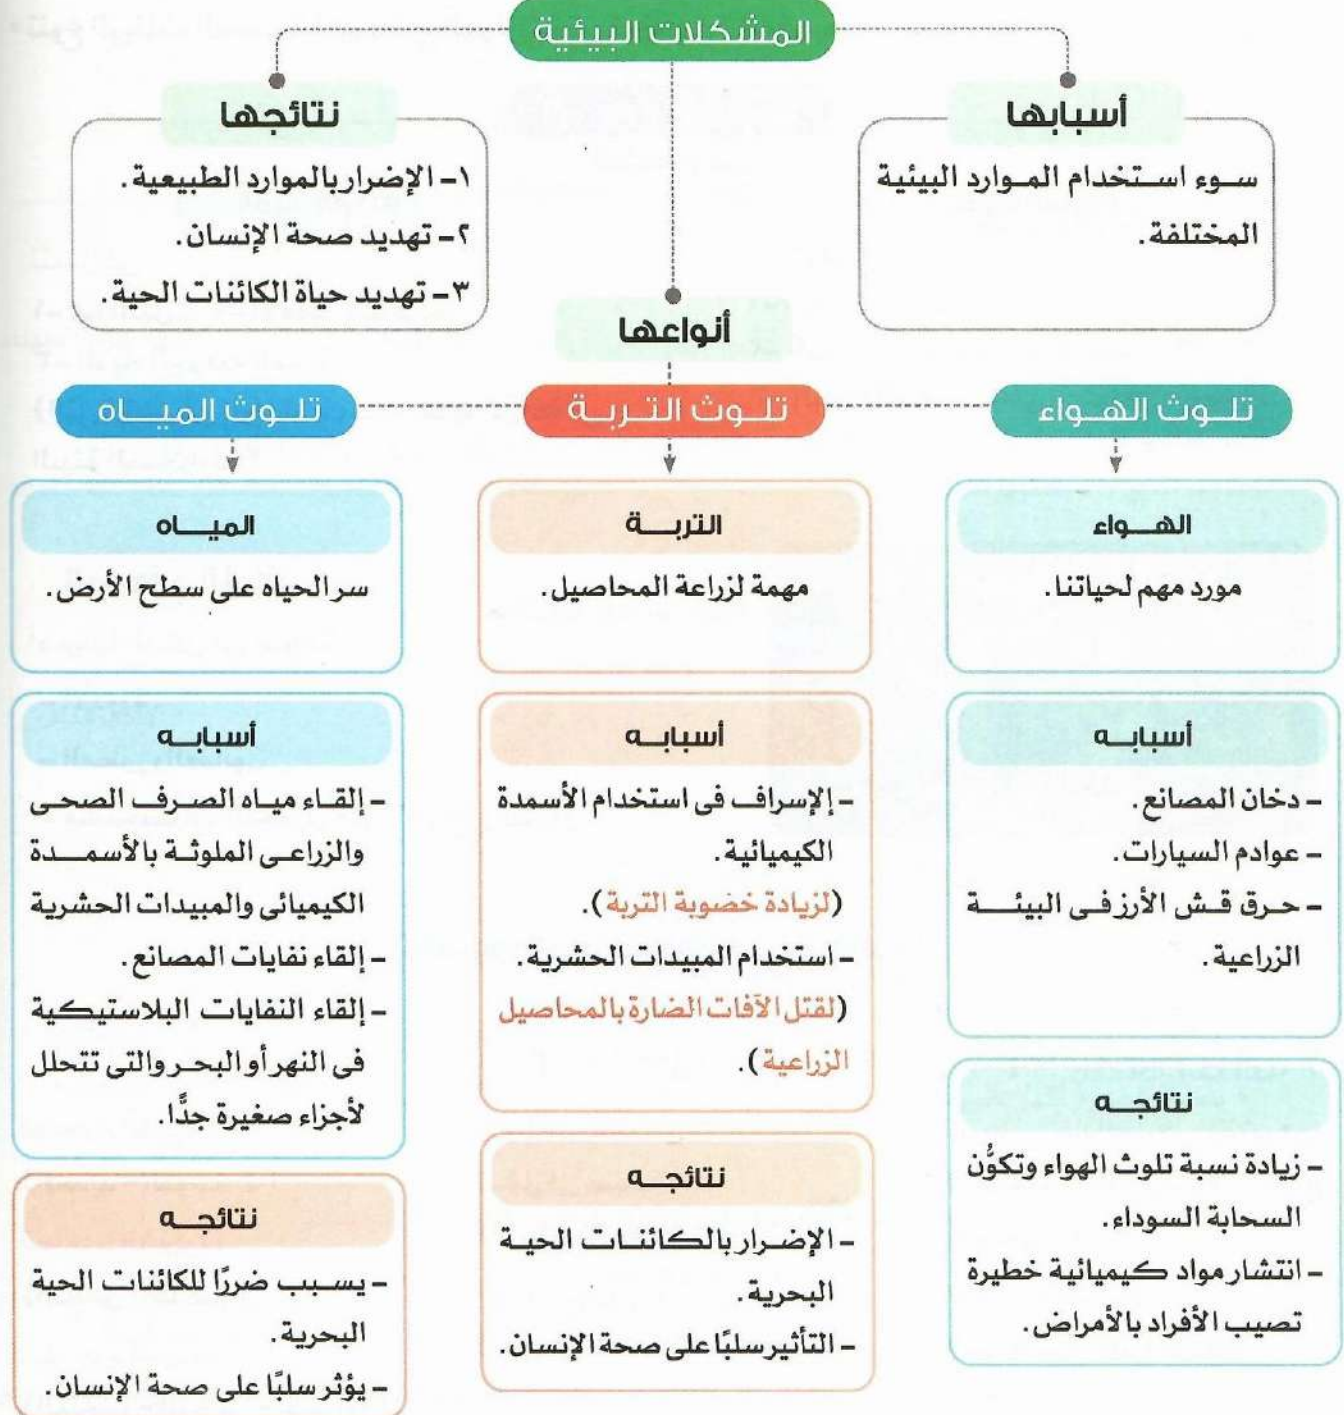 المشكلات البيئية
أسبابها
سوء استخدام الموارد البيئية
المختلفة.
نتائجها
١- الإضرار بالموارد الطبيعية.
٢- تهديد صحة الإنسان.
٣- تهديد حياة الكائنات الحية.
أنواعها
تلوث الهواء
تلوث التربة
تلوث المياه
الهواء
مورد مهم لحياتنا.
أسبابه
- دخان المصانع.
- عوادم السيارات.
- حرق قش الأرز فى البيئة
الزراعية.
نتائجه
- زيادة نسبة تلوث الهواء وتكوُّن
السحابة السوداء.
- انتشار مواد كيميائية خطيرة
تصيب الأفراد بالأمراض.
التربة
مهمة لزراعة المحاصيل.
أسبابه
- الإسراف فى استخدام الأسمدة
الكيميائية.
(لزيادة خضوبة التربة).
- استخدام المبيدات الحشرية.
(لقتل الآفات الضارة بالمحاصيل
الزراعية).
نتائجه
- الإضرار بالكائنات الحية
البحرية.
- التأثير سلبًا على صحة الإنسان.
المياه
سر الحياه على سطح الأرض.
أسبابه
- إلقاء مياه الصرف الصحى
والزراعى الملوثة بالأسمدة
الكيميائى والمبيدات الحشرية
- إلقاء نفايات المصانع.
- إلقاء النفايات البلاستيكية
فى النهر أو البحر والتى تتحلل
لأجزاء صغيرة جدًّا.
نتائجه
- يسبب ضررًا للكائنات الحية
البحرية.
- يؤثر سلبًا على صحة الإنسان.